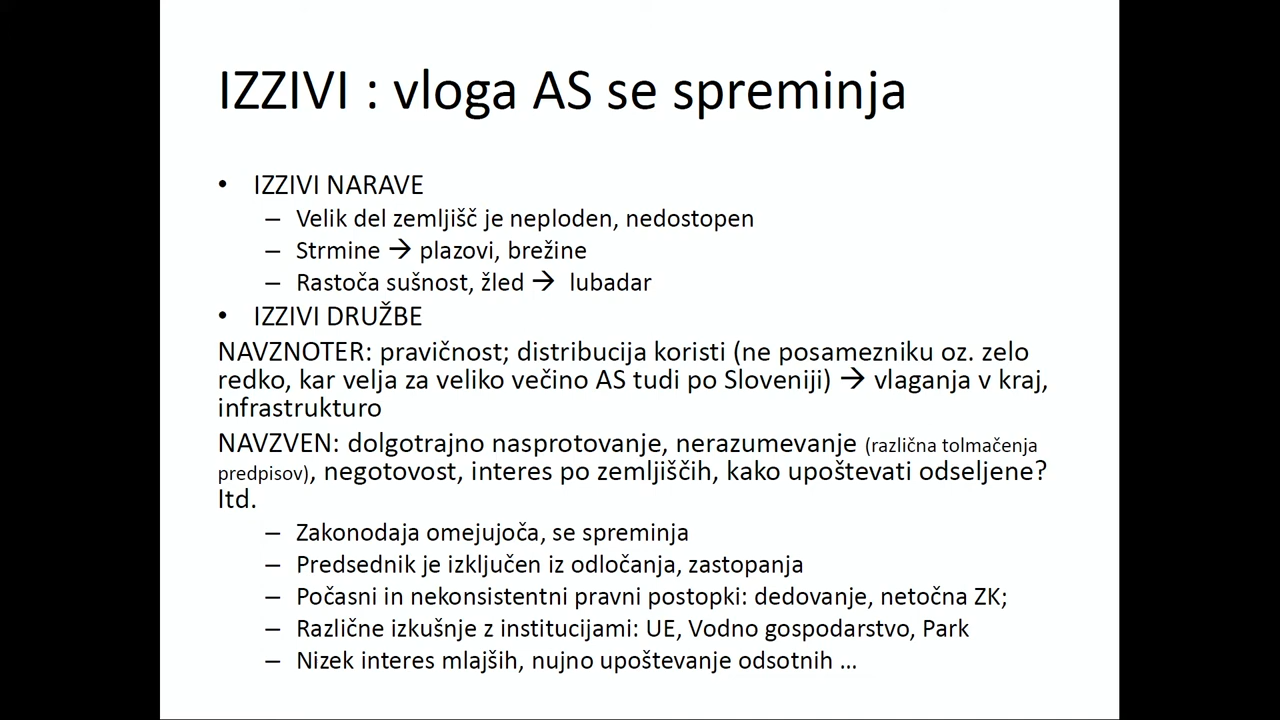 IZZIVI : vloga AS se spreminja
• IZZIVI NARAVE
– Velik del zemljišč je neploden, nedostopen
– Strmine → plazovi, brežine
– Rastoča sušnost, žled → lubadar
• IZZIVI DRUŽBE
NAVZNOTER: pravičnost; distribucija koristi (ne posamezniku oz. zelo
redko, kar velja za veliko večino AS tudi po Sloveniji) → vlaganja v kraj,
infrastrukturo
NAVZVEN: dolgotrajno nasprotovanje, nerazumevanje (različna tolmačenja
predpisov), negotovost, interes po zemljiščih, kako upoštevati odseljene?
Itd.
– Zakonodaja omejujoča, se spreminja
– Predsednik je izključen iz odločanja, zastopanja
– Počasni in nekonsistentni pravni postopki: dedovanje, netočna ZK;
– Različne izkušnje z institucijami: UE, Vodno gospodarstvo, Park
– Nizek interes mlajših, nujno upoštevanje odsotnih …